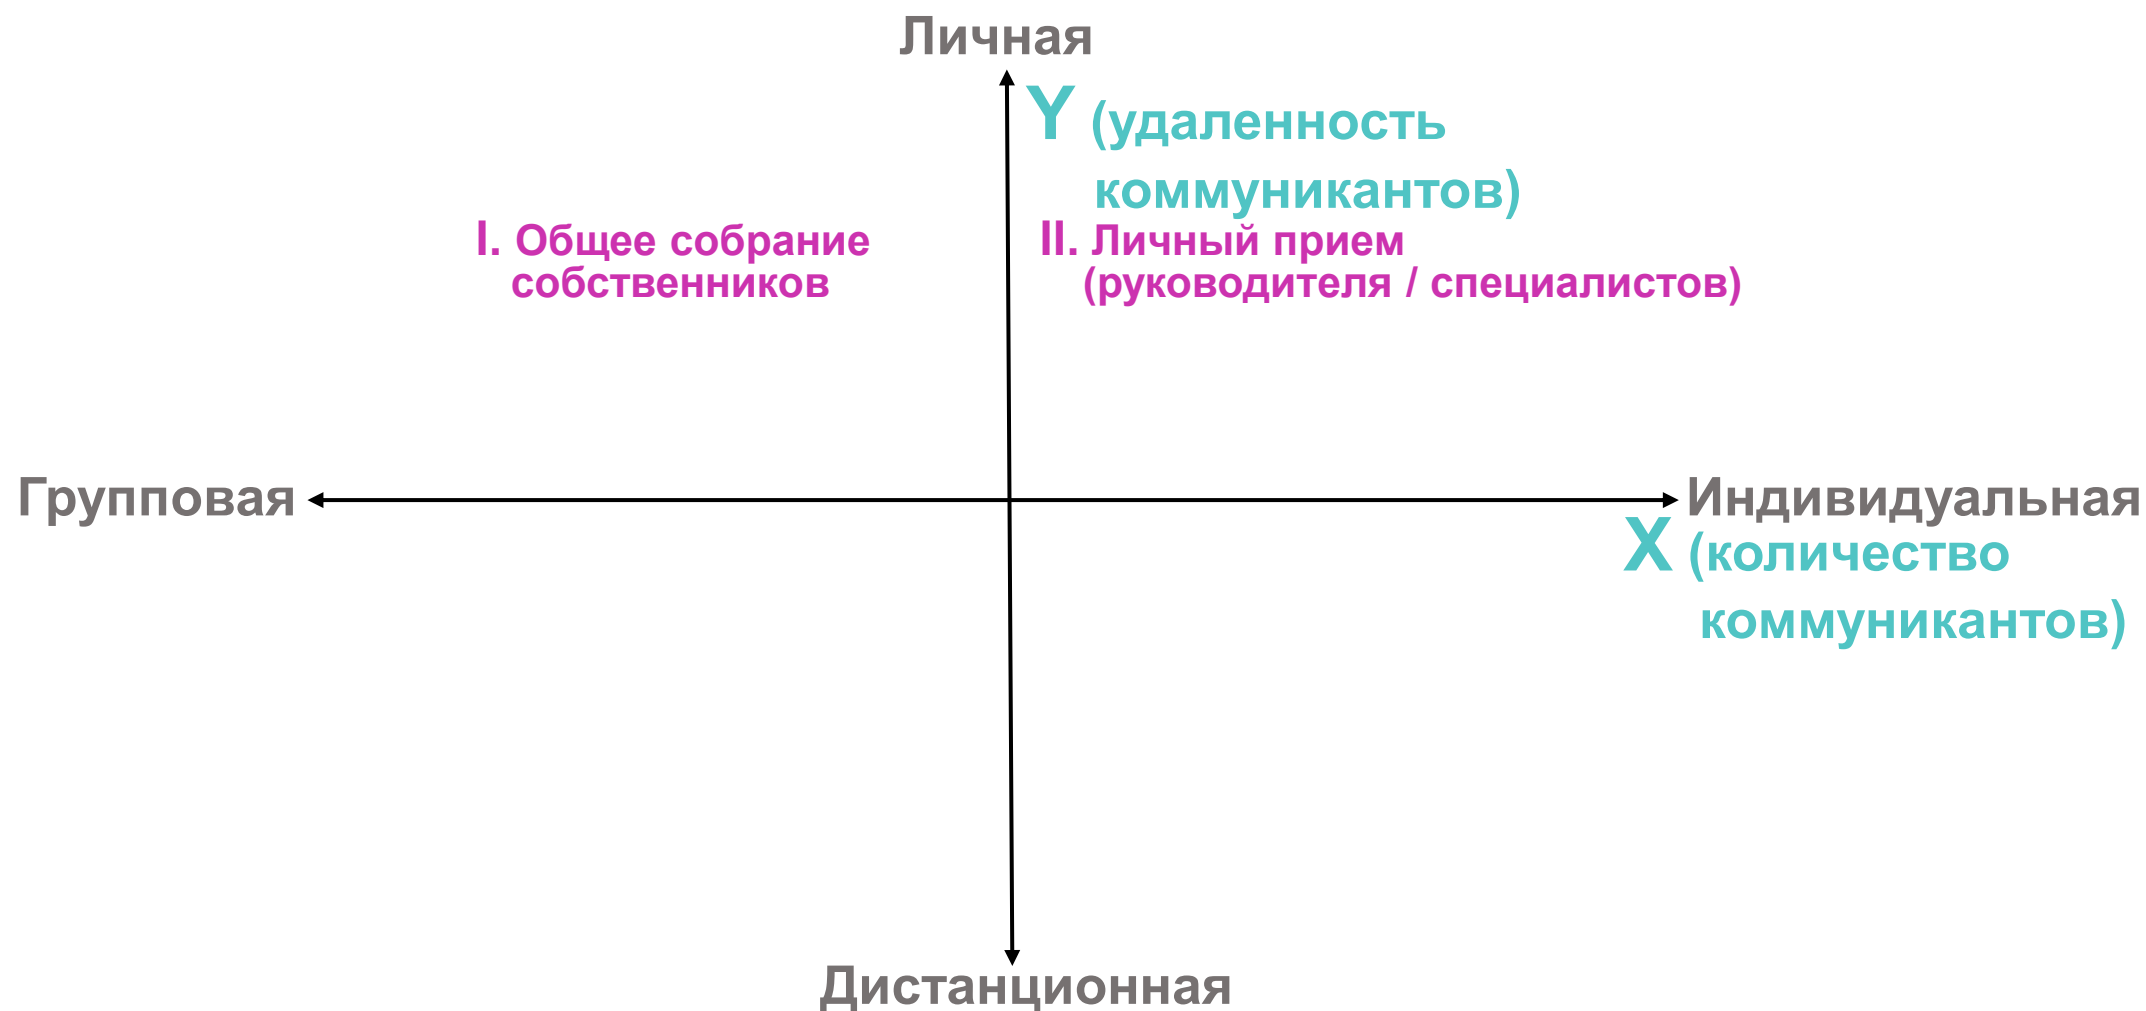 Личная
Y (удаленность
коммуникантов)
I. Общее собрание
собственников
II. Личный прием
(руководителя / специалистов)
Групповая
Индивидуальная
X (количество
коммуникантов)
Дистанционная